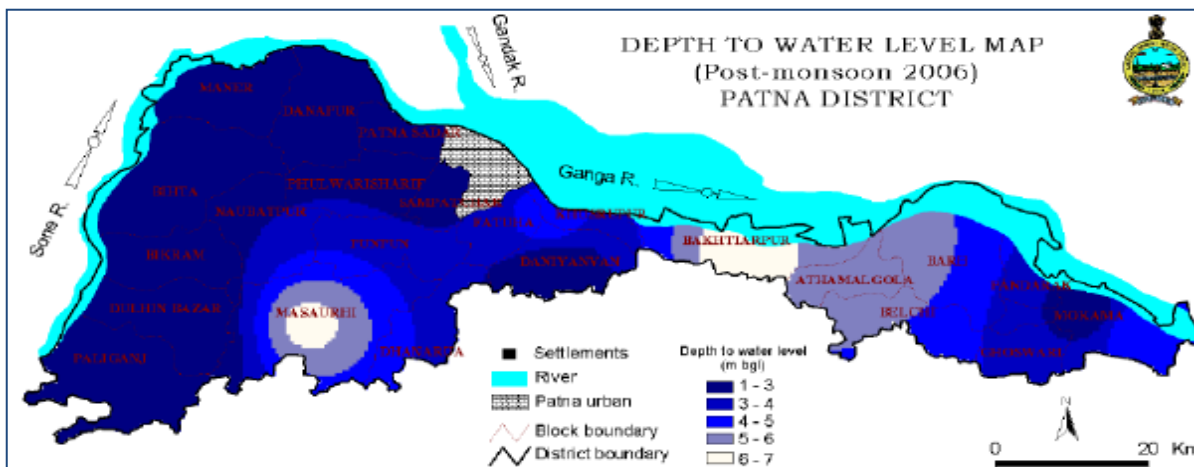 DEPTH TO WATER LEVEL MAP
(Post-monsoon 2006)
PATNA DISTRICT
Gandak R.
Sone R.
Ganga R.
MANER
DANAPUR
PATNA SADAR
PHULWARISHARIF
BIHTA
NAUBATPUR
FATUHA
PUNPUN
BIKRAM
DANIYANVAN
BAKHTIARPUR
ATHAMALGOLA
BELCHI
MOKAMA
DULHIN BAZAR
MASAURHI
PALIGANJ
DHANARUA
Settlements
River
Patna urban
Block boundary
District boundary
Depth to water level
(m bgl)
1 - 3
3 - 4
4 - 5
5 - 6
6 - 7
N
0 20 Km